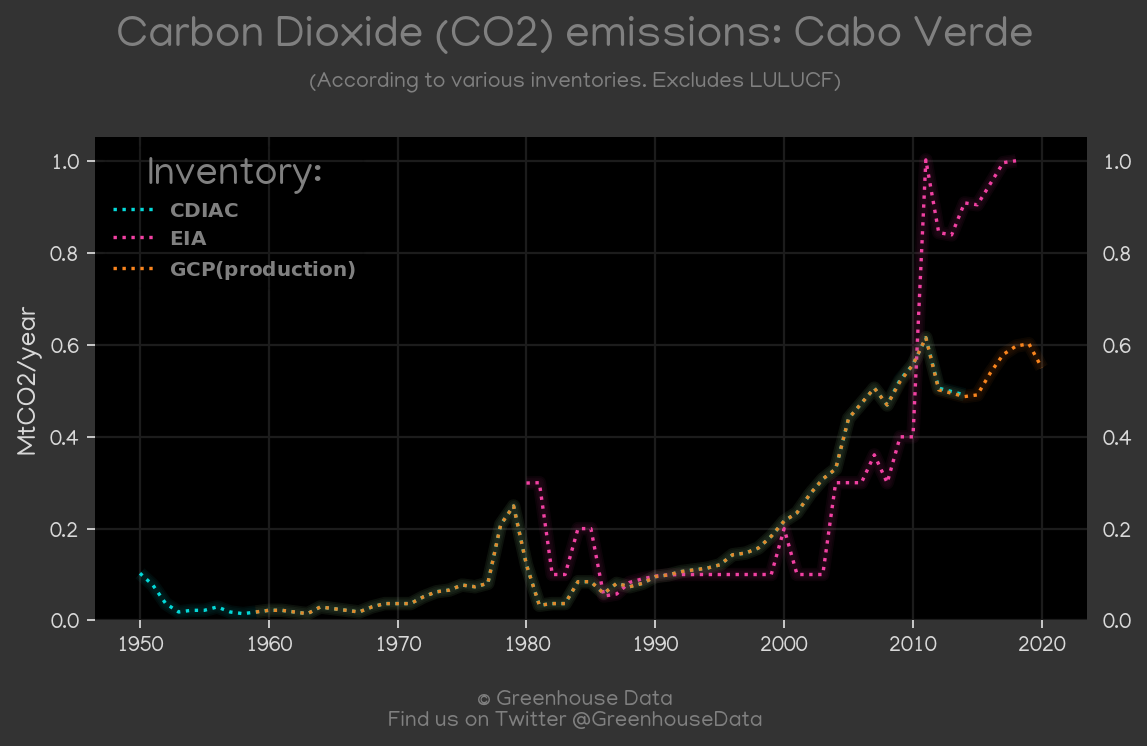 Carbon Dioxide (CO2) emissions: Cabo Verde
(According to various inventories. Excludes LULUCF)
Inventory:
CDIAC
EIA
GCP(production)
MtCO2/year
1.0
0.8
0.6
0.4
0.2
0.0
1.0
0.8
0.6
0.4
0.2
0.0
1950 1960 1970 1980 1990 2000 2010 2020
© Greenhouse Data
Find us on Twitter @GreenhouseData